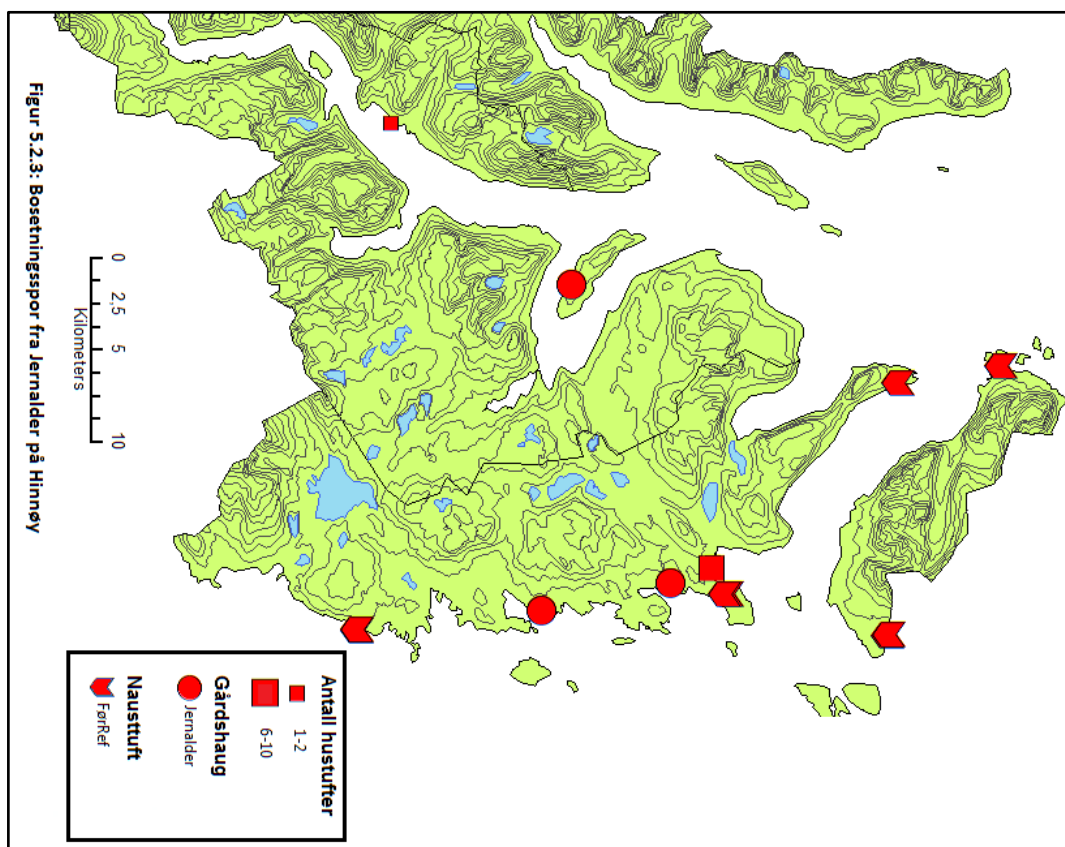 Antall hustufter
1-2
6-10
Gårdshaug
Jernalder
Nausttuft
FørRef
0
2,5
5
10
Kilometers
Figur 5.2.3: Bosetningsspor fra Jernalder på Hinnøy